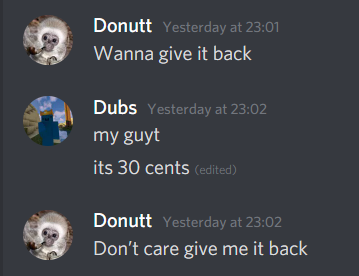 Donutt Yesterday at 23:01
Wanna give it back
Dubs Yesterday at 23:02
my guyt
its 30 cents (edited)
Donutt Yesterday at 23:02
Don't care give me it back